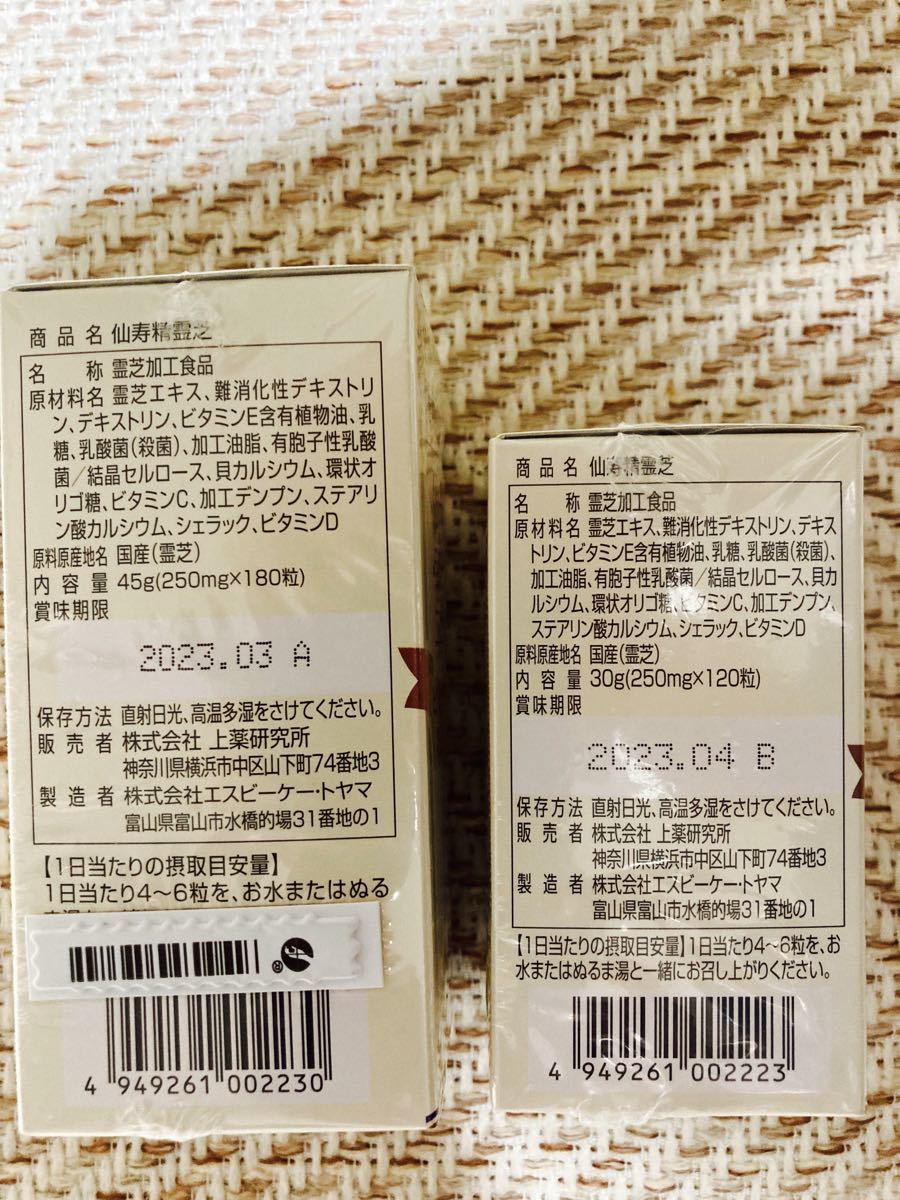 商品名 仙寿精霊芝
名 称 霊芝加工食品
原材料名 霊芝エキス、難消化性デキストリ
ン、デキストリン、ビタミンE含有植物油、乳
糖、乳酸菌(殺菌)、加工油脂、有胞子性乳酸
菌/結晶セルロース、貝カルシウム、環状オ
リゴ糖、ビタミンC、加工デンプン、ステアリ
ン酸カルシウム、シェラック、ビタミンD
原料原産地名 国産(霊芝)
内容量 45g(250mg×180粒)
賞味期限
2023.03 A
保存方法 直射日光、高温多湿をさけてください。
販売者 株式会社 上薬研究所
神奈川県横浜市中区山下町74番地3
製造者 株式会社エスビーケー・トヤマ
富山県富山市水橋的場31番地の1
【1日当たりの摂取目安量】
1日当たり4〜6粒を、お水またはぬる
4 949261 002230
商品名 仙寿精霊芝
名 称 霊芝加工食品
原材料名 霊芝エキス、難消化性デキストリン、デキス
トリン、ビタミンE含有植物油、乳糖、乳酸菌(殺菌)、
加工油脂、有胞子性乳酸菌/結晶セルロース、貝カ
ルシウム、環状オリゴ糖、ビタミンC、加工デンプン、
ステアリン酸カルシウム、シェラック、ビタミンD
原料原産地名 国産(霊芝)
内容量 30g(250mg×120粒)
賞味期限
2023.04 B
保存方法 直射日光、高温多湿をさけてください。
販売者 株式会社 上薬研究所
神奈川県横浜市中区山下町74番地3
製造者 株式会社エスビーケー・トヤマ
富山県富山市水橋的場31番地の1
【1日当たりの摂取目安量】1日当たり4〜6粒を、お
水またはぬるま湯と一緒にお召し上がりください。
4 949261 002223